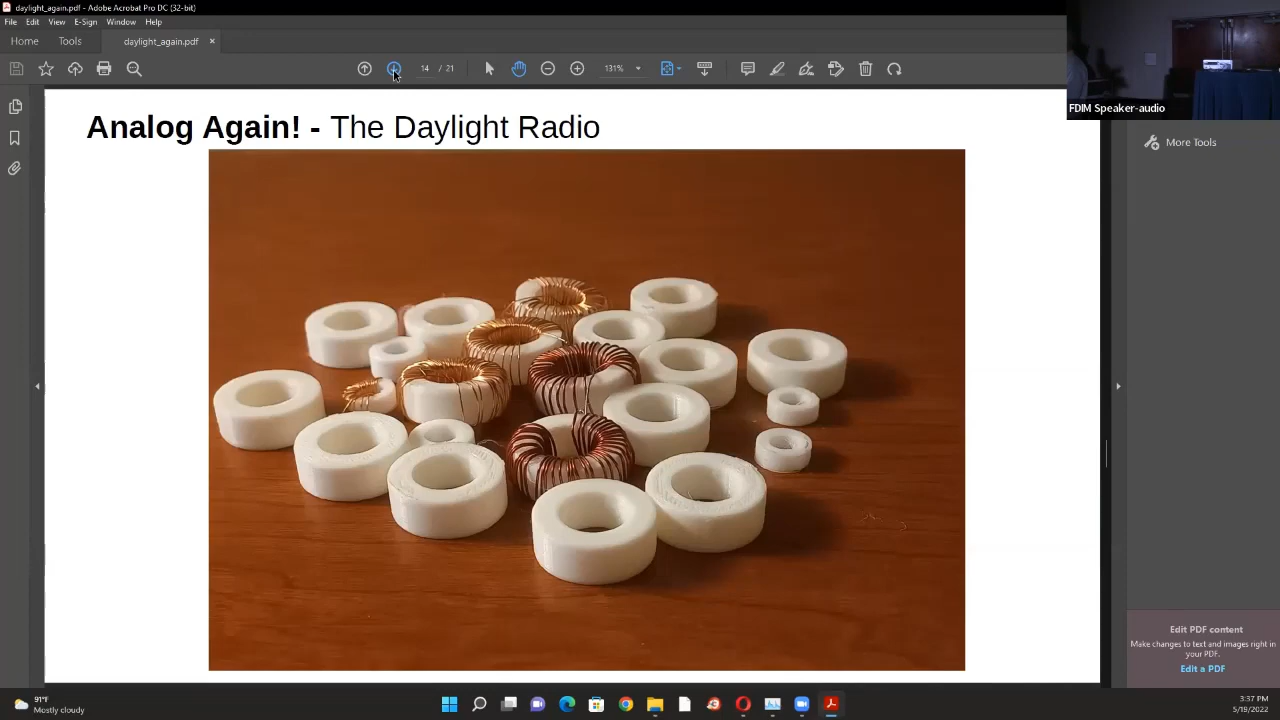 daylight_again.pdf - Adobe Acrobat Pro DC (32-bit)
File Edit View E-Sign Window Help
Home Tools daylight_again.pdf ×
14 / 21 131%
FDIM Speaker-audio
Analog Again! - The Daylight Radio
More Tools
Edit PDF content
Make changes to text and images right in
your PDF.
Edit a PDF
91°F
Mostly cloudy
3:37 PM
5/19/2022